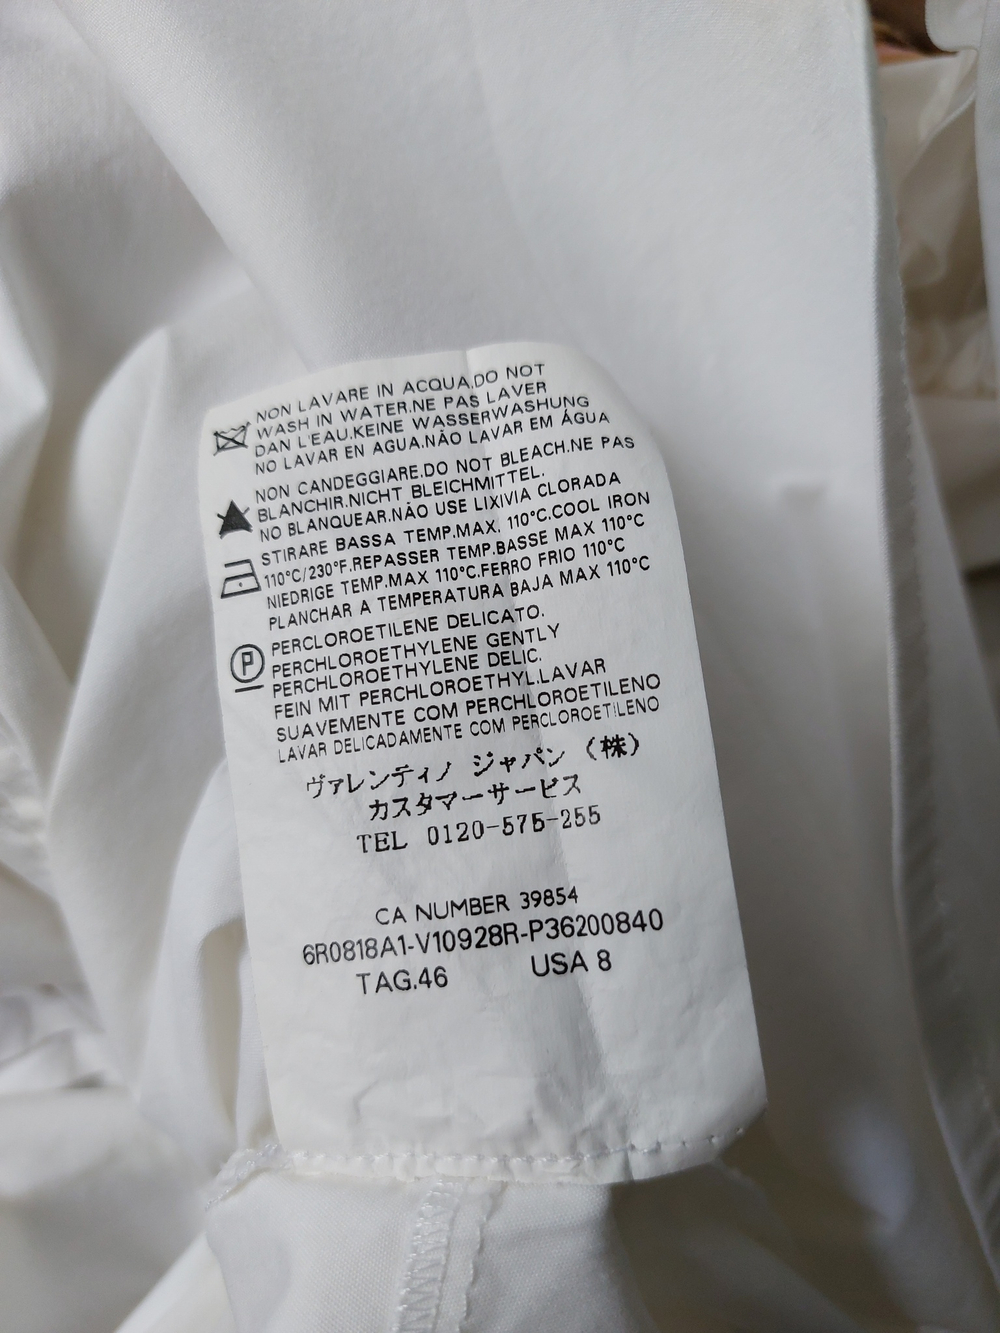 NON LAVARE IN ACQUA.DO NOT
WASH IN WATER.NE PAS LAVER
DAN L'EAU.KEINE WASSERWASHUNG
NO LAVAR EN AGUA.NÃO LAVAR EM ÁGUA
NON CANDEGGIARE.DO NOT BLEACH.NE PAS
BLANCHIR.NICHT BLEICHMITTEL.
NO BLANQUEAR.NÃO USE LIXIVIA CLORADA
STIRARE BASSA TEMP.MAX. 110°C.COOL IRON
110°C/230°F.REPASSER TEMP.BASSE MAX 110°C
NIEDRIGE TEMP.MAX 110°C.FERRO FRIO 110°C
PLANCHAR A TEMPERATURA BAJA MAX 110°C
P
PERCLOROETILENE DELICATO.
PERCHLOROETHYLENE GENTLY
PERCHLOROETHYLENE DELIC.
FEIN MIT PERCHLOROETHYL.LAVAR
SUAVEMENTE COM PERCHLOROETILENO
LAVAR DELICADAMENTE COM PERCLOROETILENO
ヴァレンティノ ジャパン (株)
カスタマーサービス
TEL 0120-575-255
CA NUMBER 39854
6R0818A1-V10928R-P36200840
TAG.46 USA 8